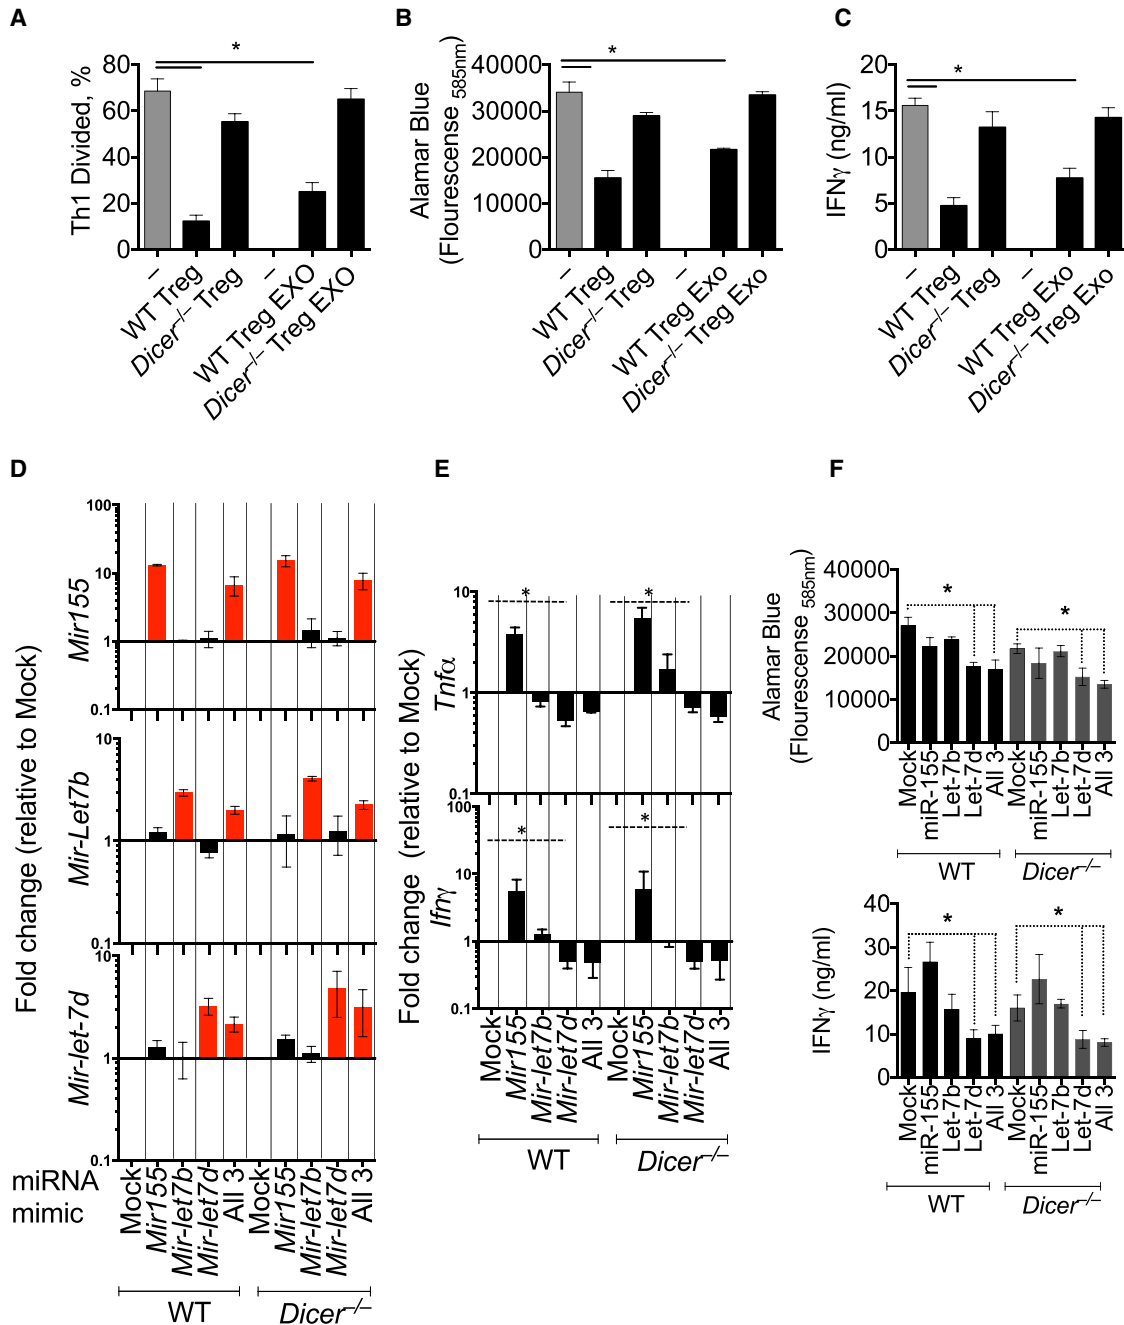 A
Th1 Divided, %
80
60
40
20
0
*
–
WT Treg
Dicer–/– Treg
–
WT Treg EXO
Dicer–/– Treg EXO
B
Alamar Blue
(Flourescense 585nm)
40000
30000
20000
10000
0
*
–
WT Treg
Dicer–/– Treg
–
WT Treg Exo
Dicer–/– Treg Exo
C
IFNγ (ng/ml)
20
15
10
5
0
*
–
WT Treg
Dicer–/– Treg
–
WT Treg Exo
Dicer–/– Treg Exo
D
Fold change (relative to Mock)
Mir155
100
10
1
0.1
Mir-Let7b
10
1
0.1
Mir-let-7d
10
1
0.1
miRNA
mimic
Mock
Mir155
Mir-let7b
Mir-let7d
All 3
Mock
Mir155
Mir-let7b
Mir-let7d
All 3
WT
Dicer–/–
E
Fold change (relative to Mock)
Tnfα
10
1
0.1
*
*
Ifnγ
100
10
1
0.1
*
*
Mock
Mir155
Mir-let7b
Mir-let7d
All 3
Mock
Mir155
Mir-let7b
Mir-let7d
All 3
WT
Dicer–/–
F
Alamar Blue
(Flourescense 585nm)
40000
30000
20000
10000
0
*
*
Mock
miR-155
Let-7b
Let-7d
All 3
Mock
miR-155
Let-7b
Let-7d
All 3
WT
Dicer–/–
IFNγ (ng/ml)
40
30
20
10
0
*
*
Mock
miR-155
Let-7b
Let-7d
All 3
Mock
miR-155
Let-7b
Let-7d
All 3
WT
Dicer–/–